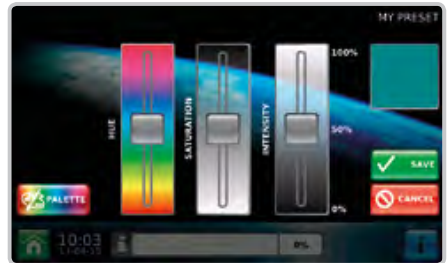 MY PRESET
100%
HUE
SATURATION
INTENSITY
50%
SAVE
PALETTE
CANCEL
0%
10:03
0%
i